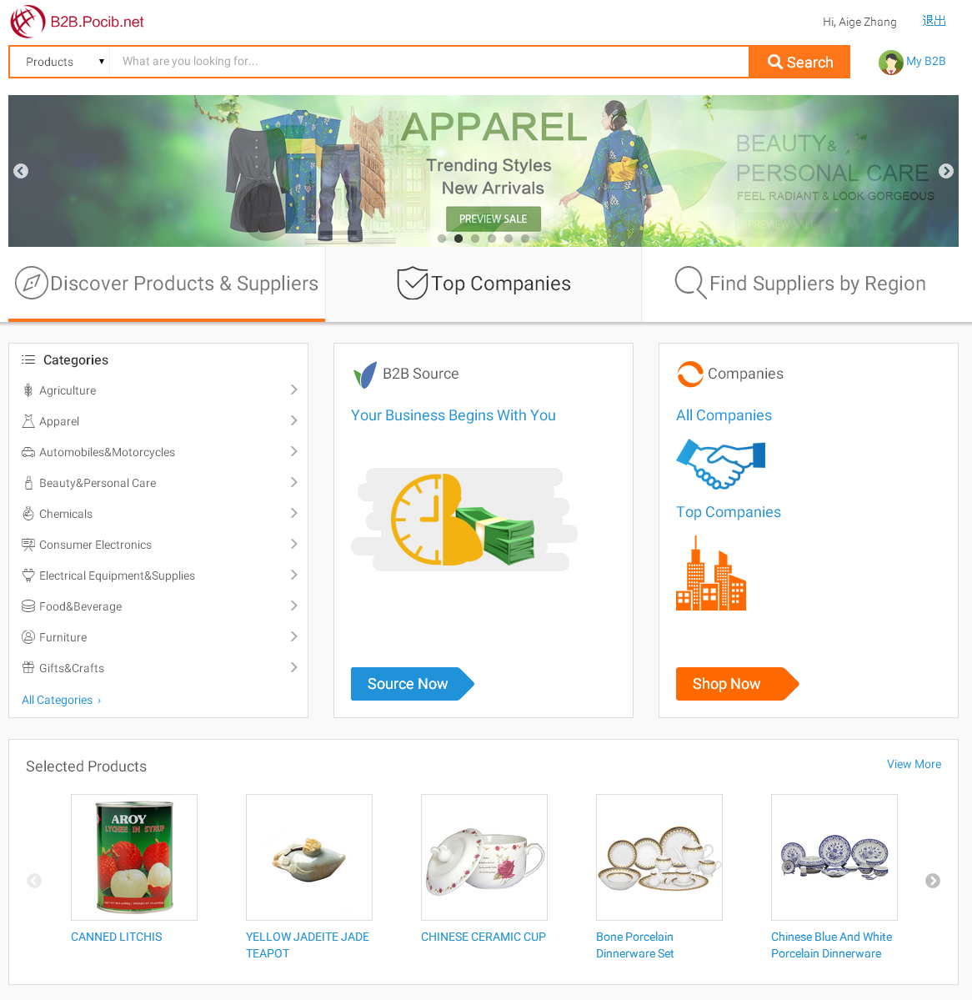 B2B.Pocib.net
Hi, Aige Zhang
退出
Products
What are you looking for...
Search
My B2B
APPAREL
Trending Styles
New Arrivals
PREVIEW SALE
BEAUTY&
PERSONAL CARE
FEEL RADIANT & LOOK GORGEOUS
PREVIEW SALE
Discover Products & Suppliers
Top Companies
Find Suppliers by Region
Categories
Agriculture
Apparel
Automobiles&Motorcycles
Beauty&Personal Care
Chemicals
Consumer Electronics
Electrical Equipment&Supplies
Food&Beverage
Furniture
Gifts&Crafts
All Categories ›
B2B Source
Your Business Begins With You
Source Now
Companies
All Companies
Top Companies
Shop Now
Selected Products
View More
AROY
LYCHEE IN SYRUP
CANNED LITCHIS
YELLOW JADEITE JADE
TEAPOT
CHINESE CERAMIC CUP
Bone Porcelain
Dinnerware Set
Chinese Blue And White
Porcelain Dinnerware